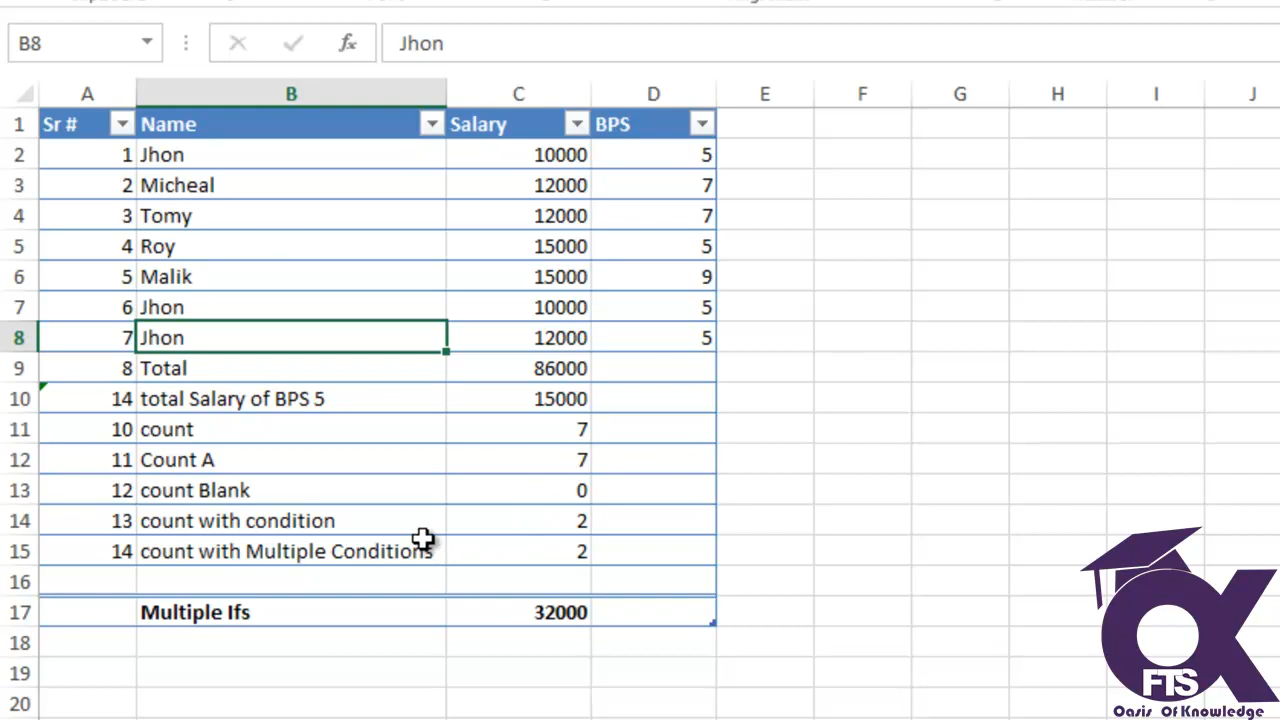 B8 fx Jhon
A B C D E F G H I J
1 Sr # Name Salary BPS
2 1 Jhon 10000 5
3 2 Micheal 12000 7
4 3 Tomy 12000 7
5 4 Roy 15000 5
6 5 Malik 15000 9
7 6 Jhon 10000 5
8 7 Jhon 12000 5
9 8 Total 86000
10 14 total Salary of BPS 5 15000
11 10 count 7
12 11 Count A 7
13 12 count Blank 0
14 13 count with condition 2
15 14 count with Multiple Conditions 2
16
17 Multiple Ifs 32000
18
19
20
FTS
Oasis Of Knowledge